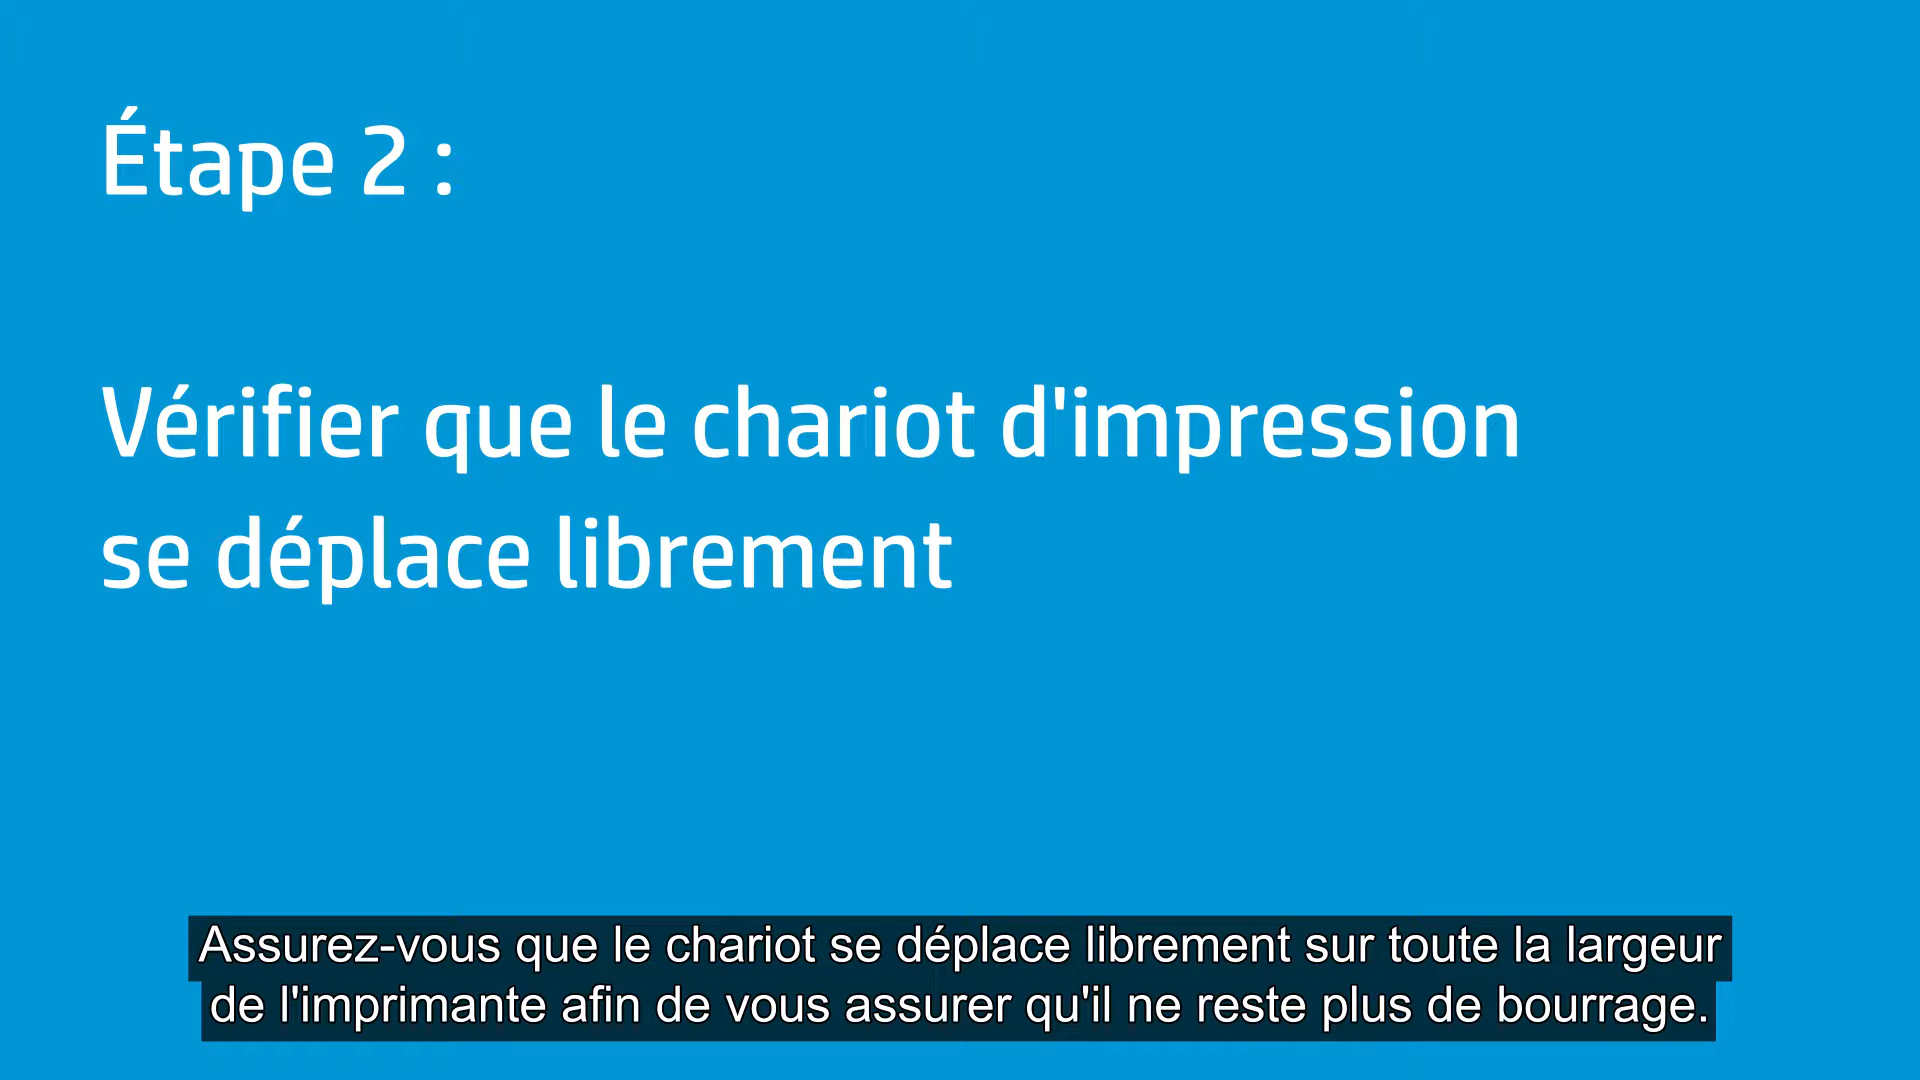 Étape 2 :
Vérifier que le chariot d'impression
se déplace librement
Assurez-vous que le chariot se déplace librement sur toute la largeur
de l'imprimante afin de vous assurer qu'il ne reste plus de bourrage.